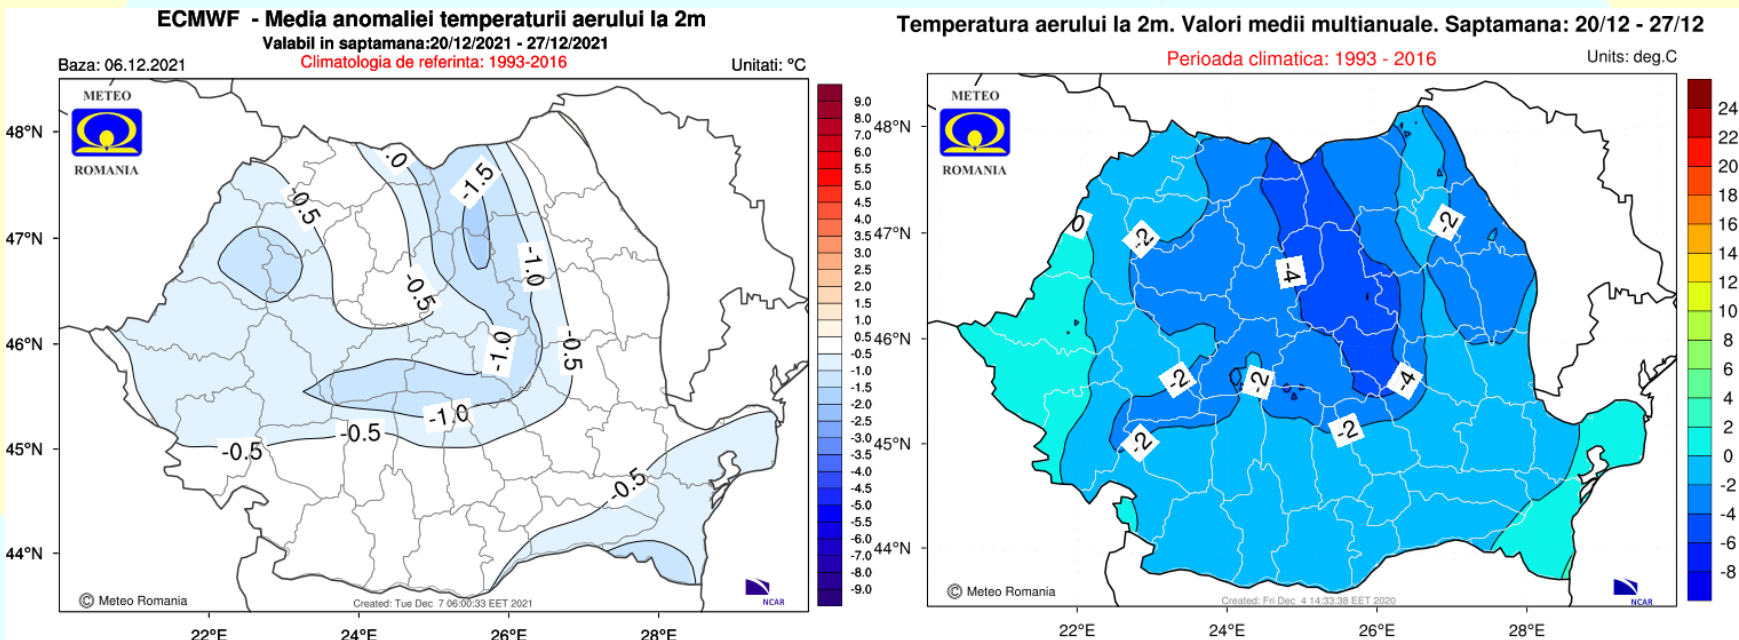 ECMWF - Media anomaliei temperaturii aerului la 2m
Valabil in saptamana:20/12/2021 - 27/12/2021
Baza: 06.12.2021
Climatologia de referinta: 1993-2016
Unitati: ºC
METEO
ROMANIA
48°N
47°N
46°N
45°N
44°N
.0
-1.5
-0.5
-1.0
-0.5
-1.0
-0.5
-1.0
-0.5
-0.5
-0.5
9.0
8.0
7.0
6.0
5.5
5.0
4.5
4.0
3.5
3.0
2.5
2.0
1.5
1.0
0.5
-0.5
-1.0
-1.5
-2.0
-2.5
-3.0
-3.5
-4.0
-4.5
-5.0
-5.5
-6.0
-7.0
-8.0
-9.0
© Meteo Romania
Created: Tue Dec 7 06:00:33 EET 2021
NCAR
22°E
24°E
26°E
28°E
Temperatura aerului la 2m. Valori medii multianuale. Saptamana: 20/12 - 27/12
Perioada climatica: 1993 - 2016
Units: deg.C
METEO
ROMANIA
48°N
47°N
46°N
45°N
44°N
0
-2
-2
-4
-2
-2
-4
-2
-2
24
22
20
18
16
14
12
10
8
6
4
2
0
-2
-4
-6
-8
© Meteo Romania
Created: Fri Dec 4 14:33:38 EET 2020
NCAR
22°E
24°E
26°E
28°E